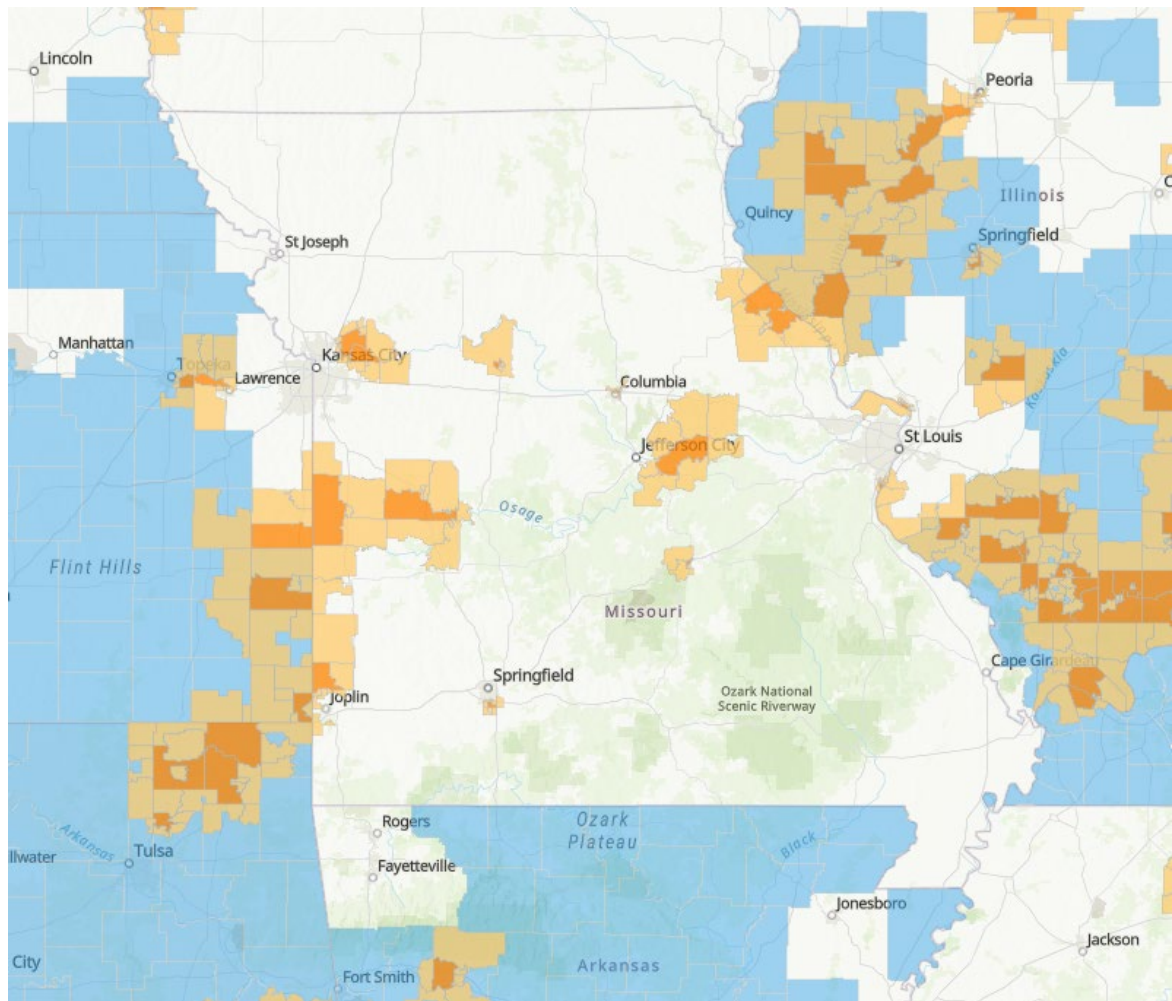 Lincoln
Peoria
Quincy
Illinois
Springfield
St Joseph
Manhattan
Topeka
Kansas City
Lawrence
Columbia
St Louis
Jefferson City
Osage
Flint Hills
Missouri
Springfield
Cape Girardeau
Joplin
Ozark National
Scenic Riverway
Rogers
Ozark
Plateau
Black
Arkansas
Tulsa
llwater
Fayetteville
Jonesboro
Jackson
City
Fort Smith
Arkansas